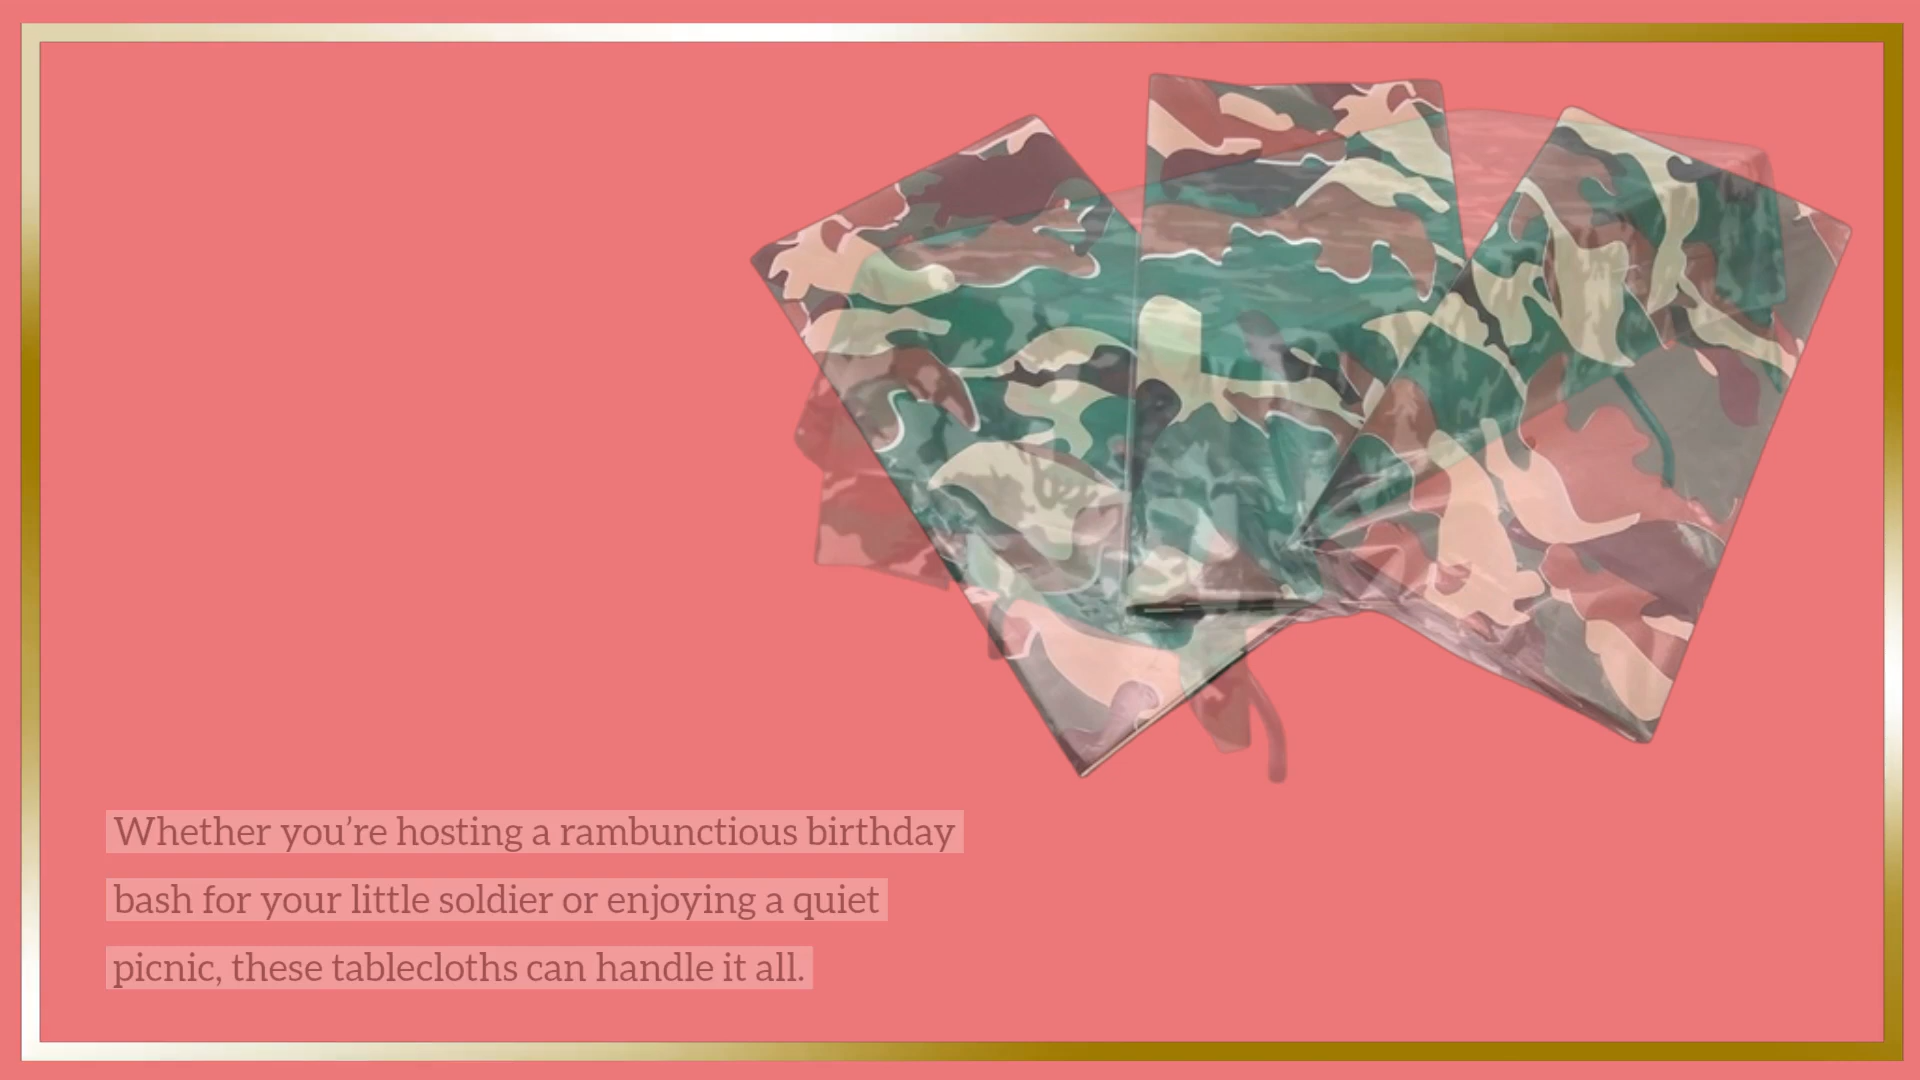 Whether you’re hosting a rambunctious birthday
bash for your little soldier or enjoying a quiet
picnic, these tablecloths can handle it all.